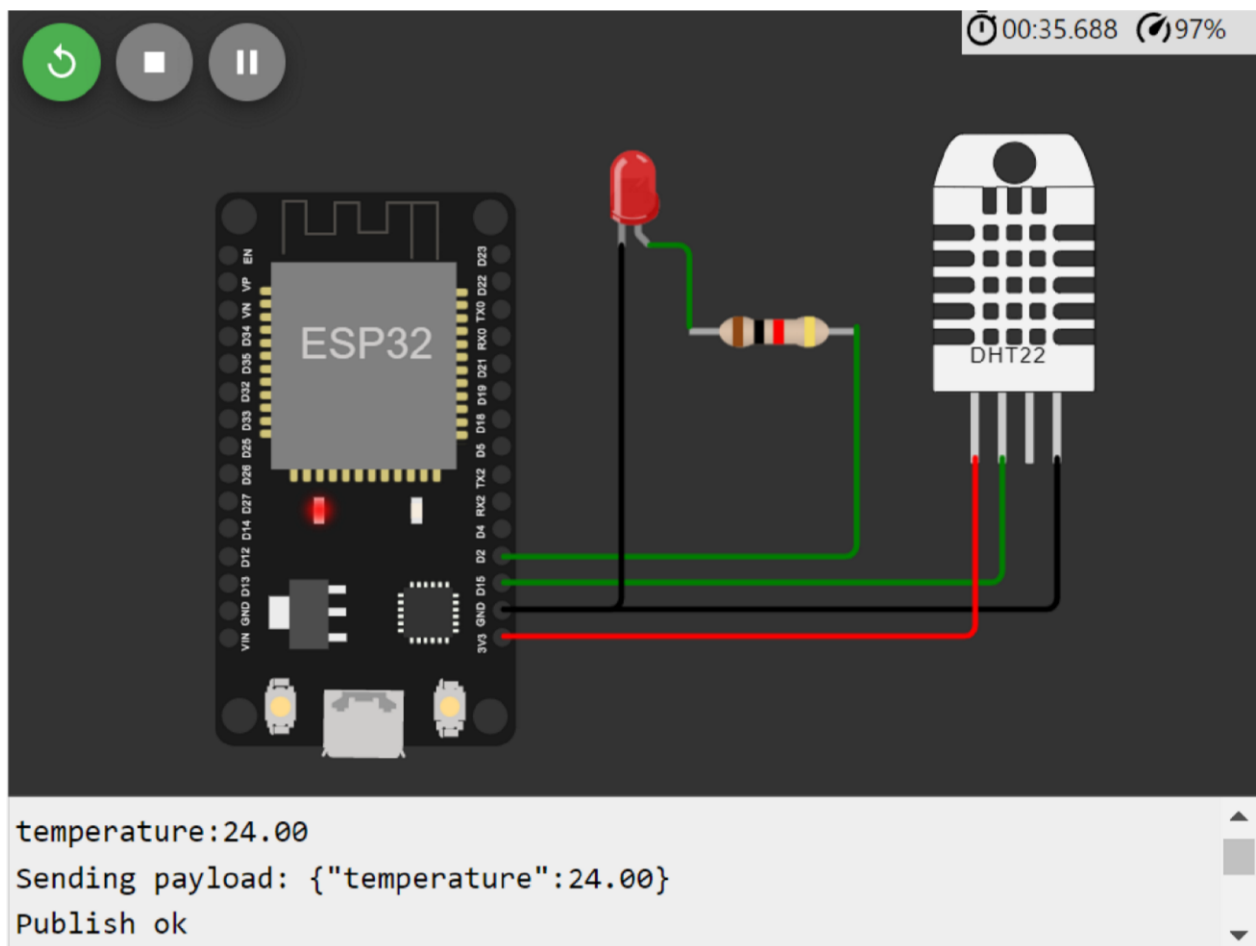 00:35.688 97%
ESP32
EN
VP
VN
D34
D35
D32
D33
D25
D26
D27
D14
D12
D13
GND
VIN
D23
D22
TX0
RX0
D21
D19
D18
D5
TX2
RX2
D4
D2
D15
GND
3V3
DHT22
temperature:24.00
Sending payload: {"temperature":24.00}
Publish ok